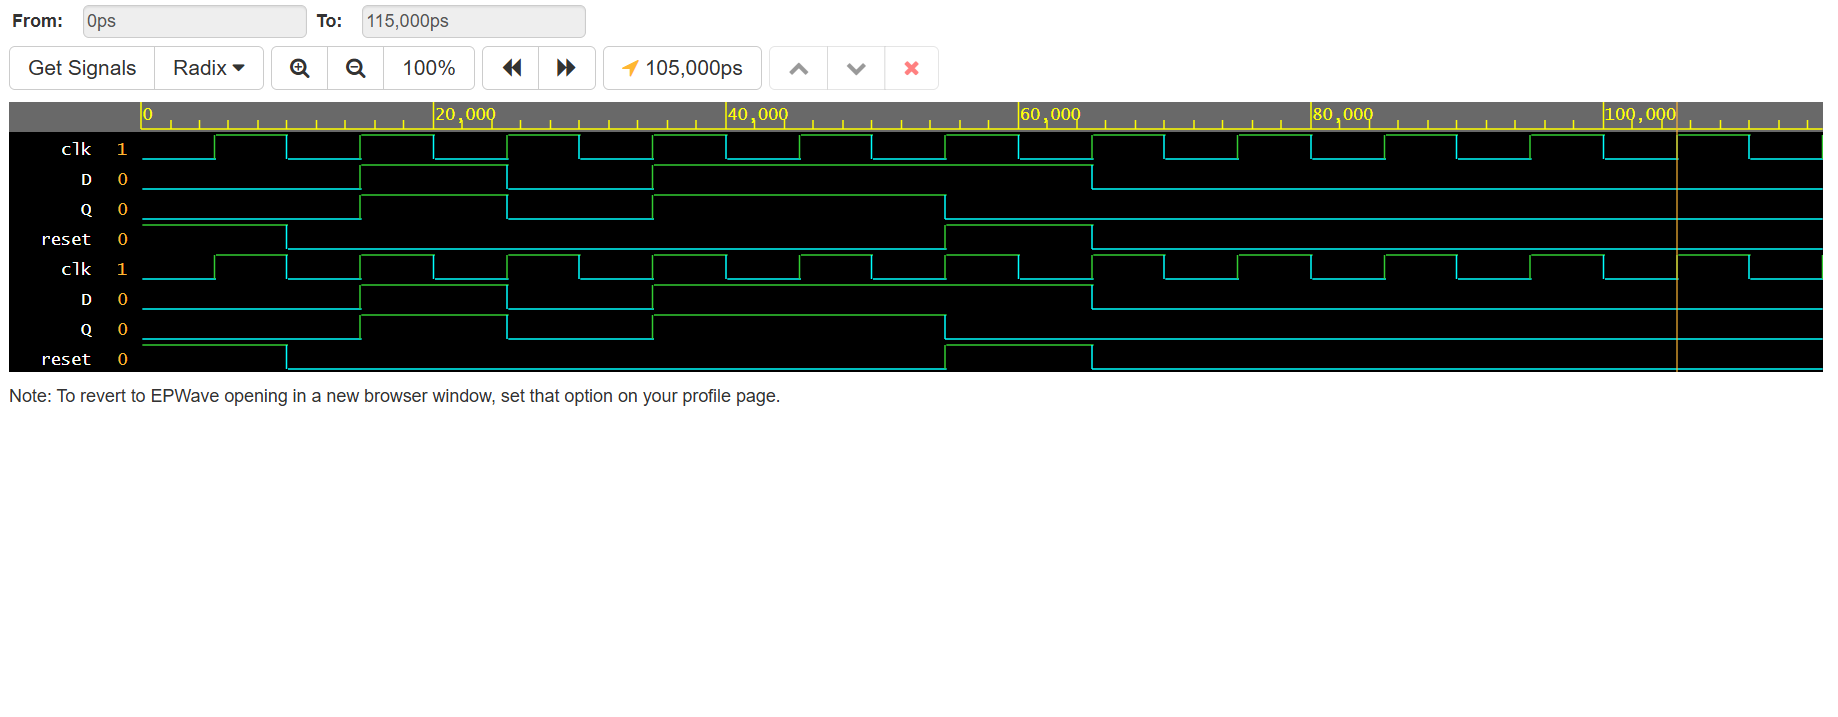 From: 0ps To: 115,000ps
Get Signals Radix 100% 105,000ps
0 20,000 40,000 60,000 80,000 100,000
clk 1
D 0
Q 0
reset 0
clk 1
D 0
Q 0
reset 0
Note: To revert to EPWave opening in a new browser window, set that option on your profile page.